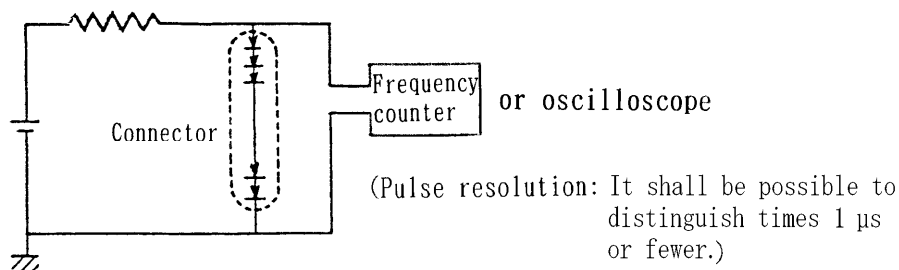 Frequency
counter
or oscilloscope
Connector
(Pulse resolution: It shall be possible to
distinguish times 1 μs
or fewer.)